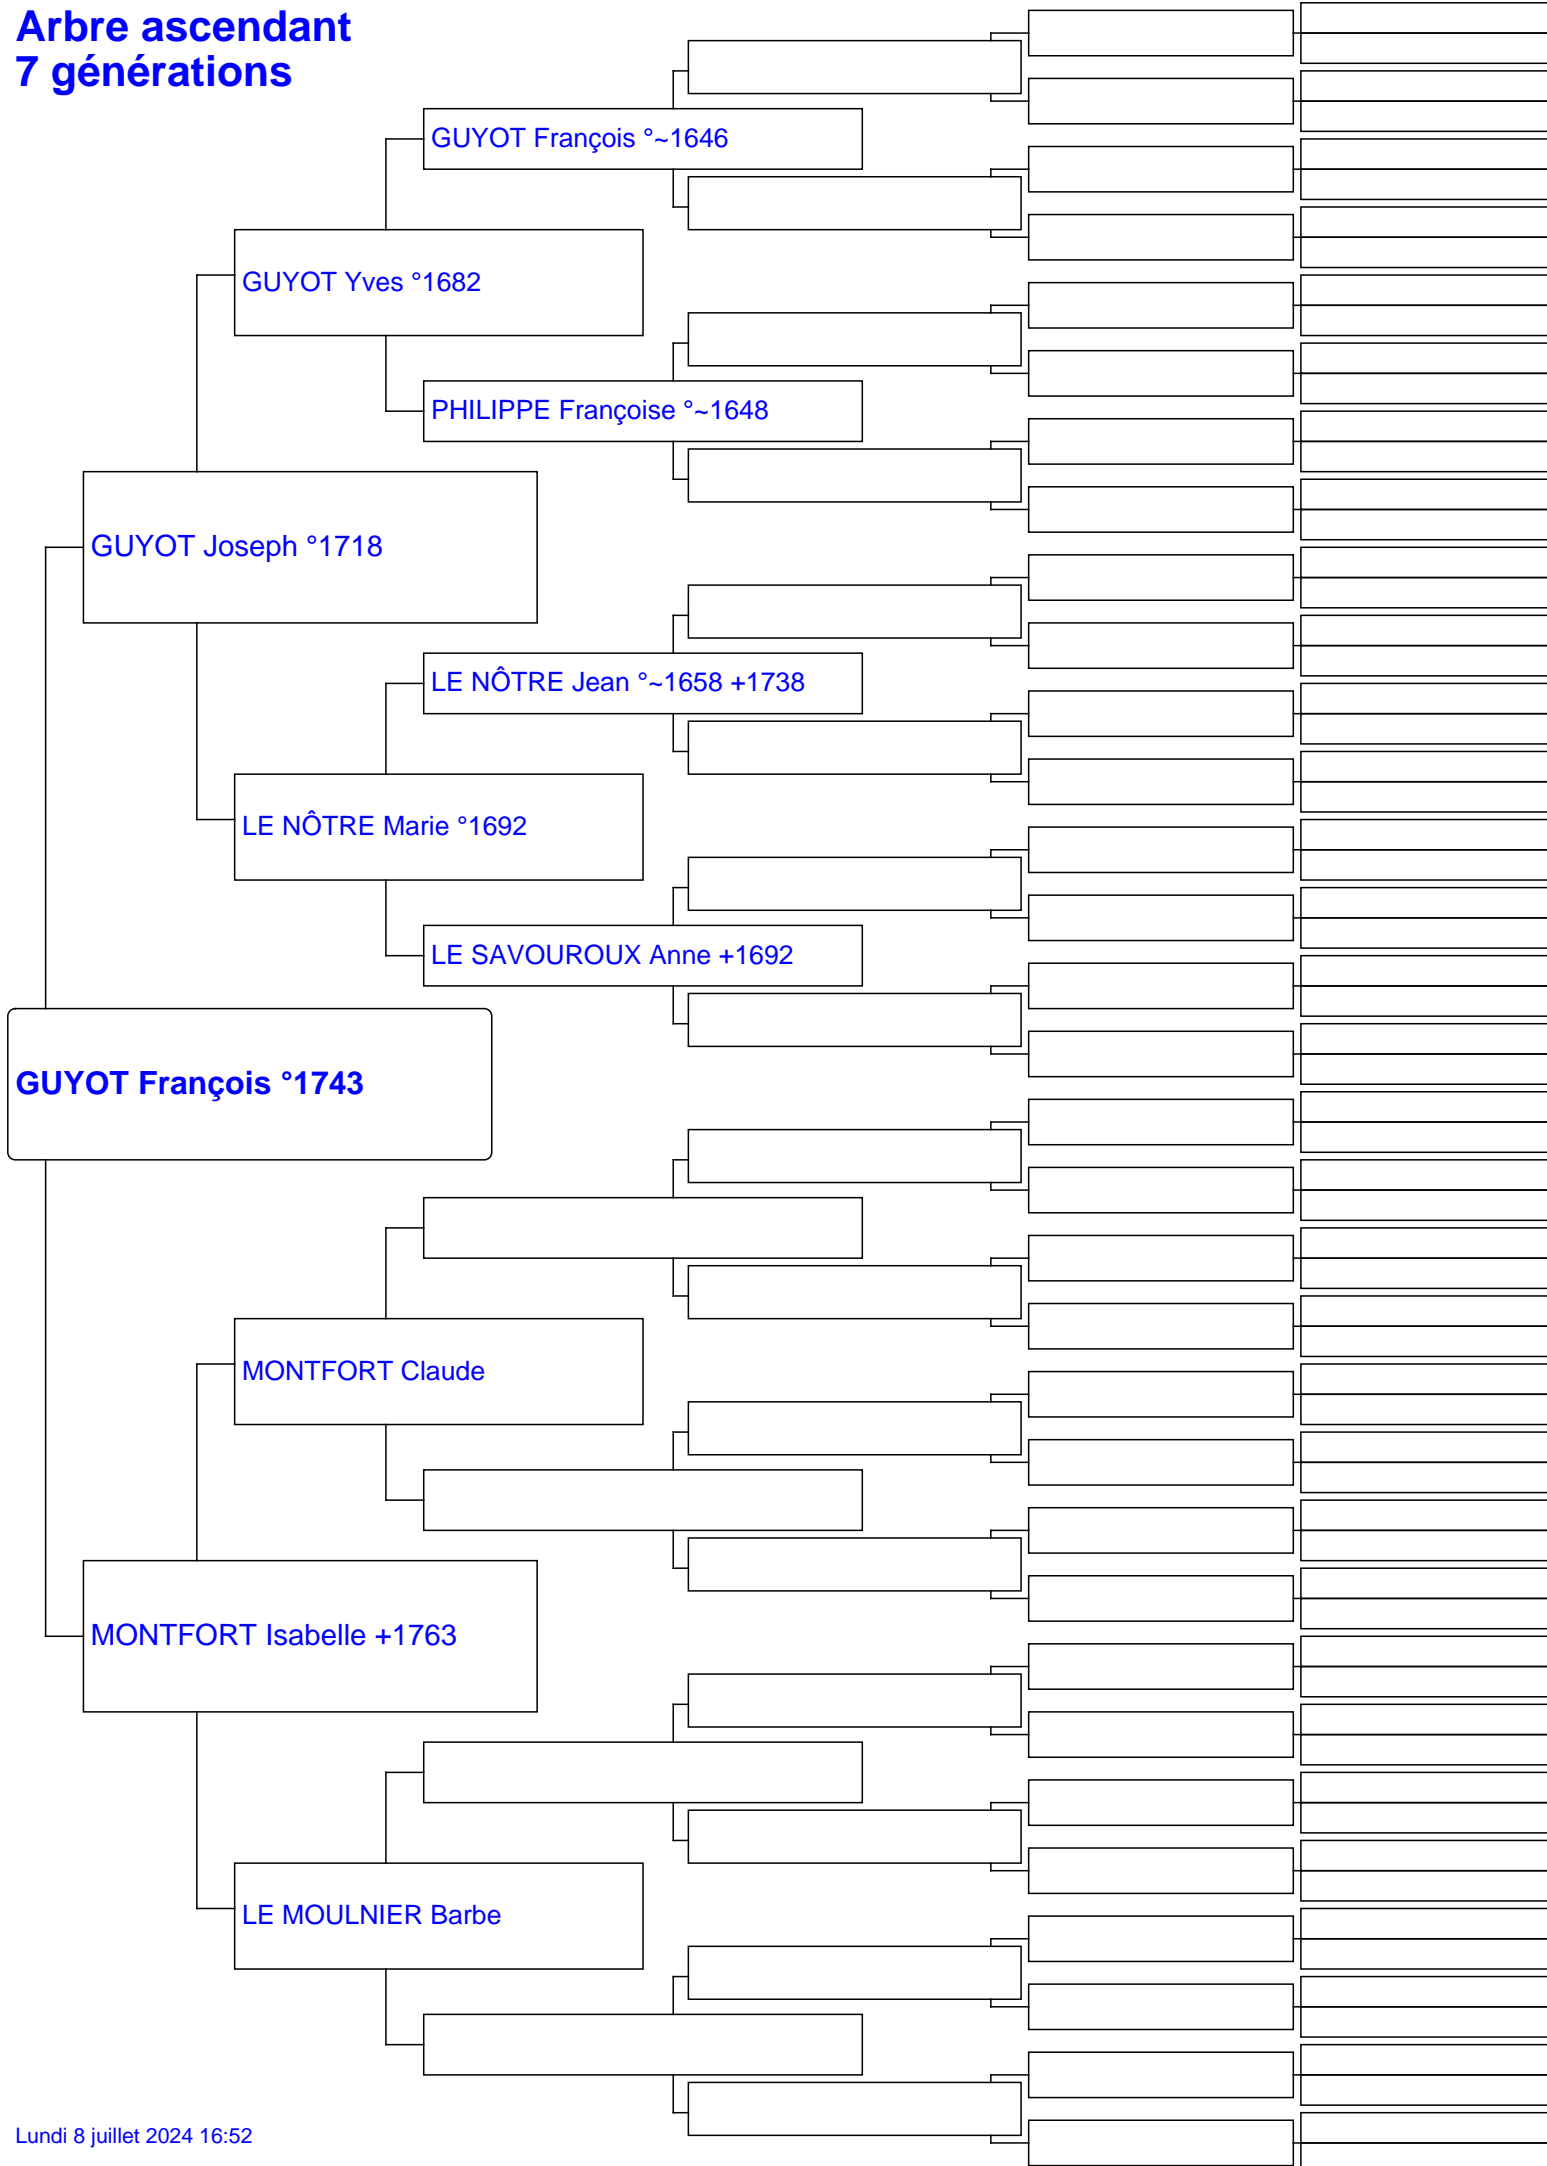 Arbre ascendant
7 générations
GUYOT François °~1646
GUYOT Yves °1682
PHILIPPE Françoise °~1648
GUYOT Joseph °1718
LE NÔTRE Jean °~1658 +1738
LE NÔTRE Marie °1692
LE SAVOUROUX Anne +1692
GUYOT François °1743
MONTFORT Claude
MONTFORT Isabelle +1763
LE MOULNIER Barbe
Lundi 8 juillet 2024 16:52